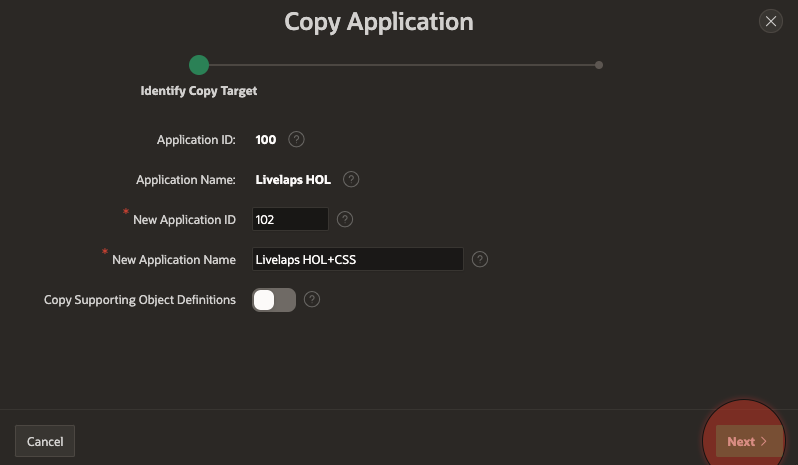 Copy Application
Identify Copy Target
Application ID: 100 ?
Application Name: Livelaps HOL ?
* New Application ID 102 ?
* New Application Name Livelaps HOL+CSS ?
Copy Supporting Object Definitions ?
Cancel Next >